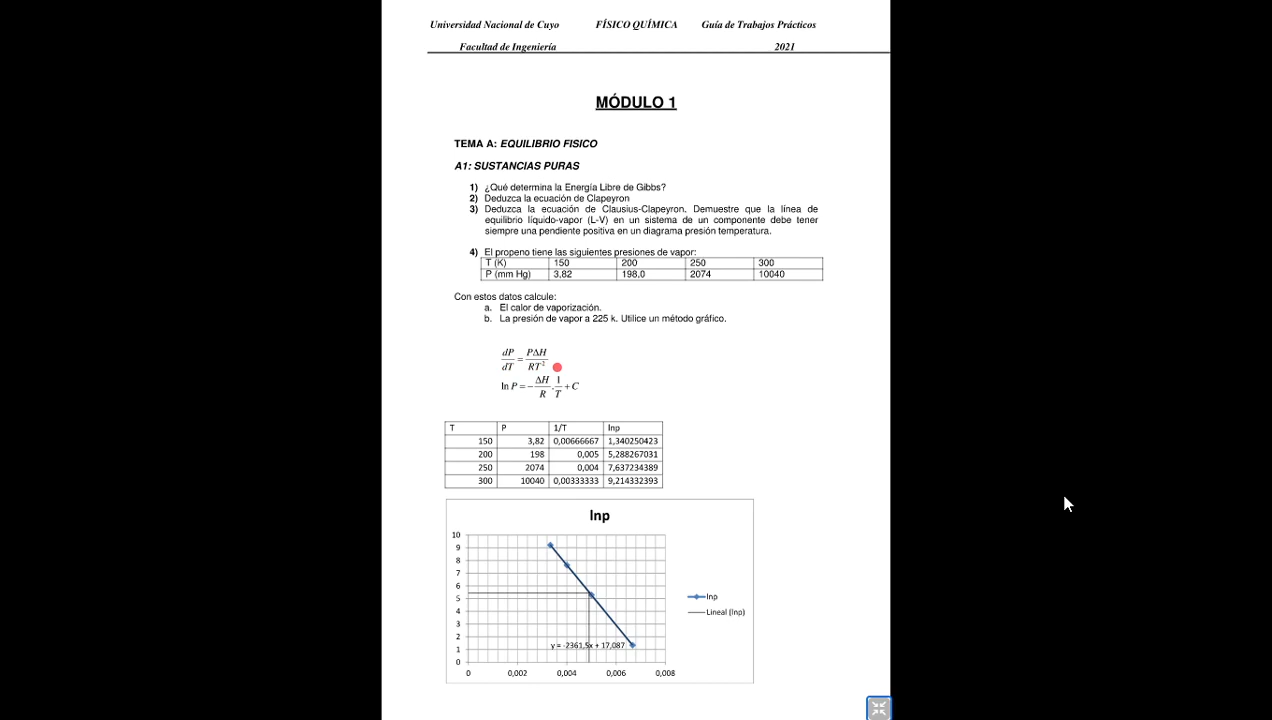 Universidad Nacional de Cuyo FÍSICO QUÍMICA Guía de Trabajos Prácticos
Facultad de Ingeniería 2021
MÓDULO 1
TEMA A: EQUILIBRIO FISICO
A1: SUSTANCIAS PURAS
1) ¿Qué determina la Energía Libre de Gibbs?
2) Deduzca la ecuación de Clapeyron
3) Deduzca la ecuación de Clausius-Clapeyron. Demuestre que la línea de
equilibrio líquido-vapor (L-V) en un sistema de un componente debe tener
siempre una pendiente positiva en un diagrama presión temperatura.
4) El propeno tiene las siguientes presiones de vapor:
T (K) 150 200 250 300
P (mm Hg) 3,82 198,0 2074 10040
Con estos datos calcule:
a. El calor de vaporización.
b. La presión de vapor a 225 k. Utilice un método gráfico.
dP/dT = PΔH/RT²
ln P = -ΔH/R . 1/T + C
T P 1/T lnp
150 3,82 0,00666667 1,340250423
200 198 0,005 5,288267031
250 2074 0,004 7,637234389
300 10040 0,00333333 9,214332393
lnp
10
9
8
7
6
5
4
3
2
1
0
y = -2361,5x + 17,087
0 0,002 0,004 0,006 0,008
lnp
Lineal (lnp)